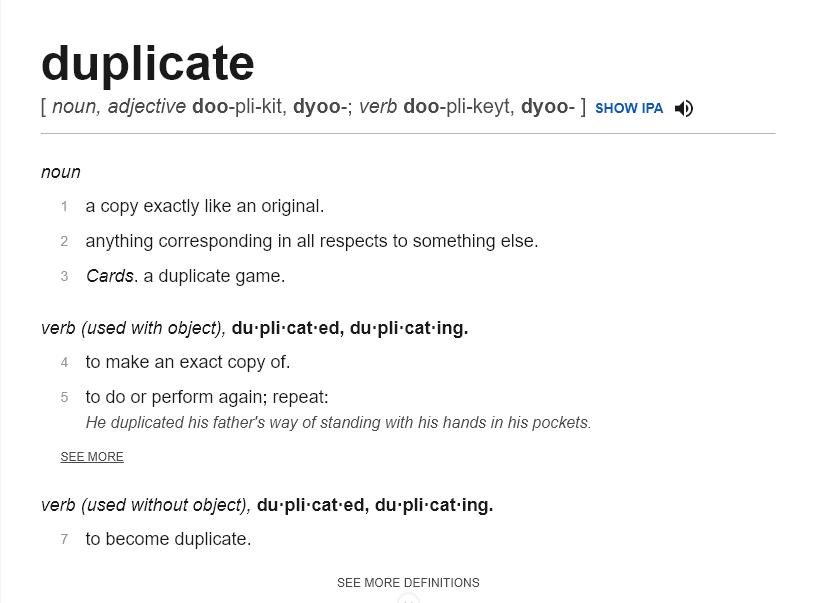 duplicate
[ noun, adjective doo-pli-kit, dyoo-; verb doo-pli-keyt, dyoo- ] SHOW IPA
noun
1 a copy exactly like an original.
2 anything corresponding in all respects to something else.
3 Cards. a duplicate game.
verb (used with object), du·pli·cat·ed, du·pli·cat·ing.
4 to make an exact copy of.
5 to do or perform again; repeat:
He duplicated his father's way of standing with his hands in his pockets.
SEE MORE
verb (used without object), du·pli·cat·ed, du·pli·cat·ing.
7 to become duplicate.
SEE MORE DEFINITIONS